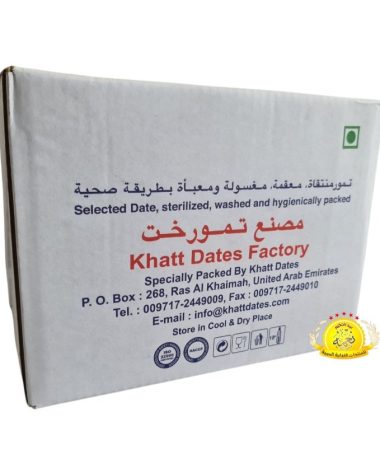 تمور منتقاة، معقمة، مغسولة ومعبأة بطريقة صحية
Selected Date, sterilized, washed and hygienically packed
مصنع تمور خت
Khatt Dates Factory
Specially Packed By Khatt Dates
P. O. Box : 268, Ras Al Khaimah, United Arab Emirates
Tel. : 009717-2449009, Fax : 009717-2449010
E-mail : info@khattdates.com
Store in Cool & Dry Place
ISO
HACCP